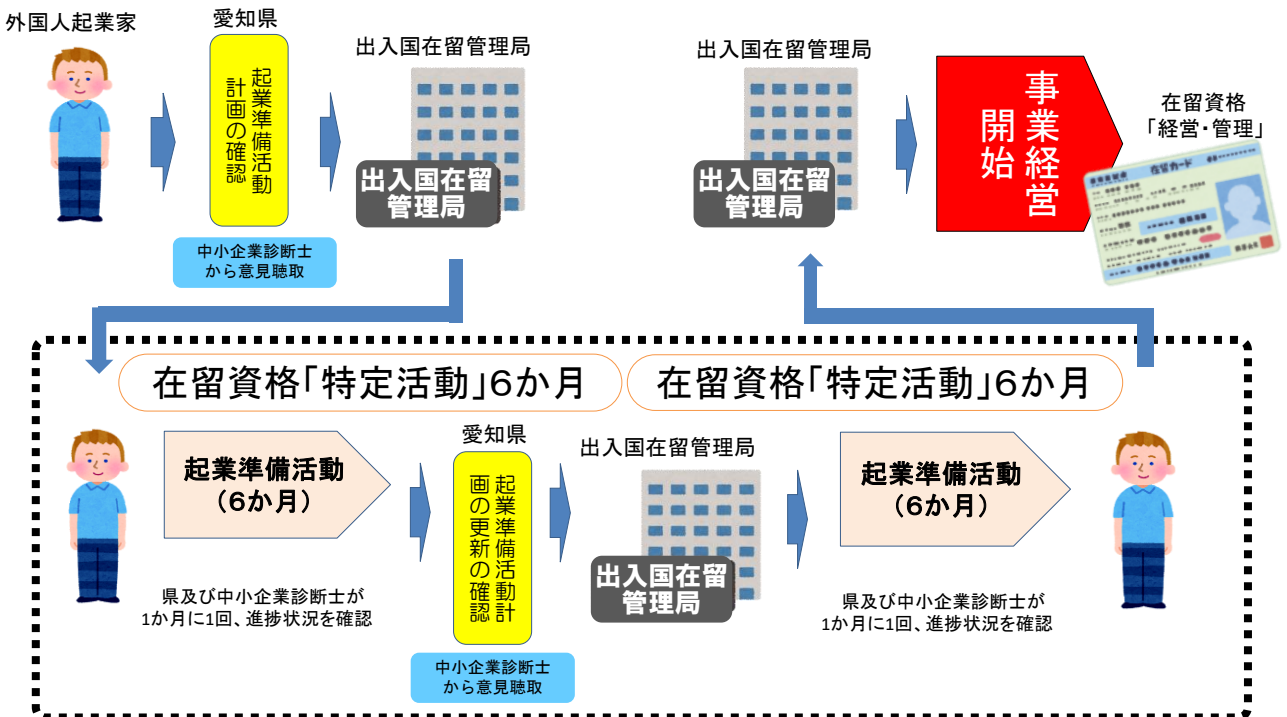 外国人起業家
愛知県
起業準備活動
計画の確認
中小企業診断士
から意見聴取
出入国在留管理局
出入国在留
管理局
出入国在留管理局
出入国在留
管理局
事業経営
開始
在留資格
「経営・管理」
在留カード
在留資格「特定活動」6か月
在留資格「特定活動」6か月
起業準備活動
（6か月）
県及び中小企業診断士が
1か月に1回、進捗状況を確認
愛知県
起業準備活動計
画の更新の確認
中小企業診断士
から意見聴取
出入国在留管理局
出入国在留
管理局
起業準備活動
（6か月）
県及び中小企業診断士が
1か月に1回、進捗状況を確認